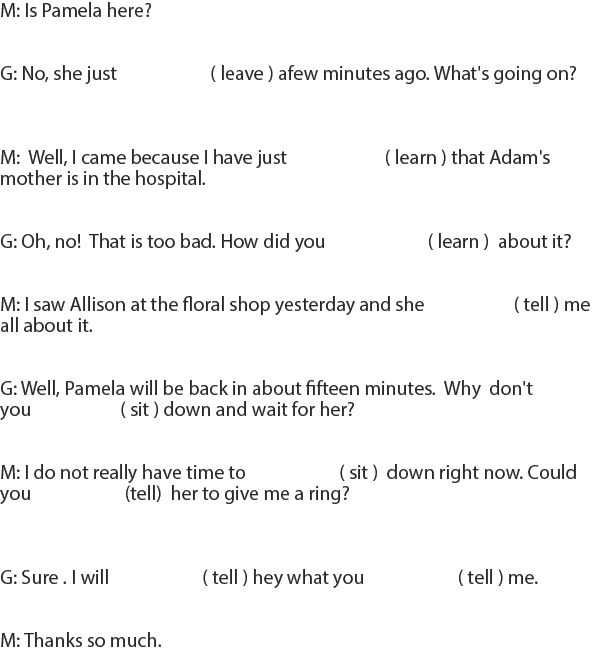 M: Is Pamela here?
G: No, she just ( leave ) afew minutes ago. What's going on?
M: Well, I came because I have just ( learn ) that Adam's
mother is in the hospital.
G: Oh, no! That is too bad. How did you ( learn ) about it?
M: I saw Allison at the floral shop yesterday and she ( tell ) me
all about it.
G: Well, Pamela will be back in about fifteen minutes. Why don't
you ( sit ) down and wait for her?
M: I do not really have time to ( sit ) down right now. Could
you (tell) her to give me a ring?
G: Sure . I will ( tell ) hey what you ( tell ) me.
M: Thanks so much.